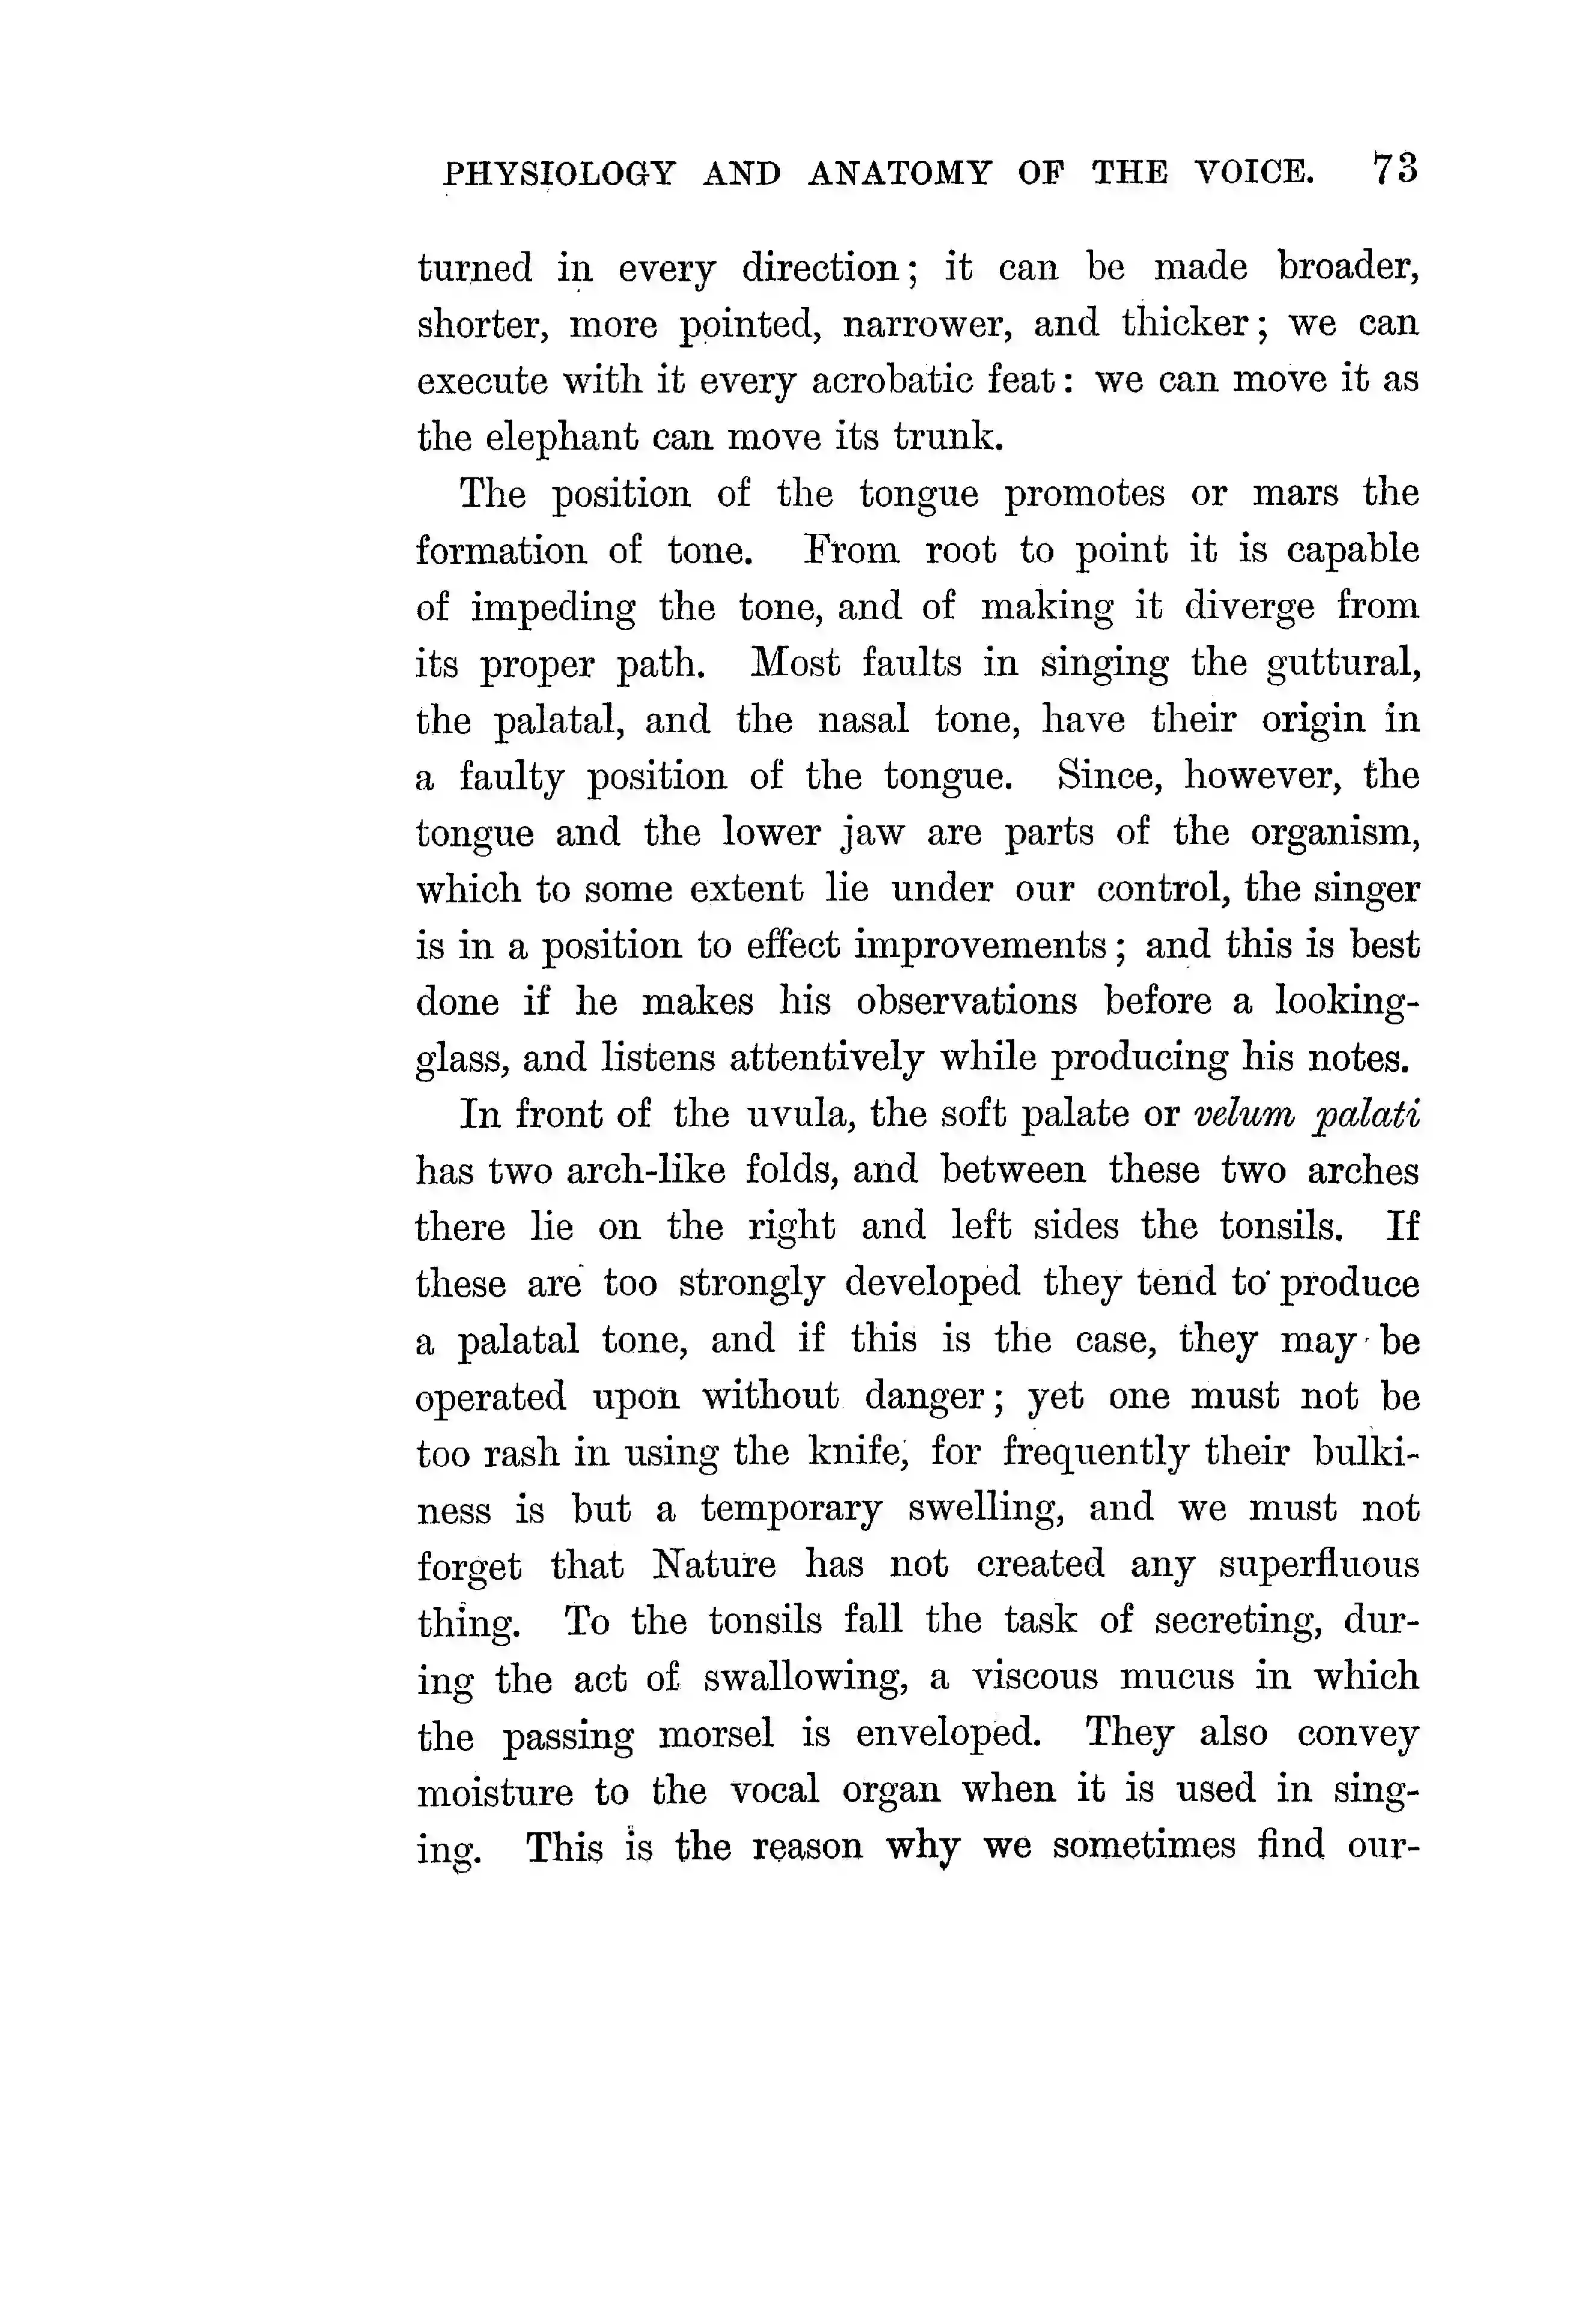 PHYSIOLOGY AND ANATOMY OF THE VOICE. 73
turned in every direction; it can be made broader,
shorter, more pointed, narrower, and thicker; we can
execute with it every acrobatic feat: we can move it as
the elephant can move its trunk.
The position of the tongue promotes or mars the
formation of tone. From root to point it is capable
of impeding the tone, and of making it diverge from
its proper path. Most faults in singing the guttural,
the palatal, and the nasal tone, have their origin in
a faulty position of the tongue. Since, however, the
tongue and the lower jaw are parts of the organism,
which to some extent lie under our control, the singer
is in a position to effect improvements; and this is best
done if he makes his observations before a looking-
glass, and listens attentively while producing his notes.
In front of the uvula, the soft palate or velum palati
has two arch-like folds, and between these two arches
there lie on the right and left sides the tonsils. If
these are too strongly developed they tend to produce
a palatal tone, and if this is the case, they may be
operated upon without danger; yet one must not be
too rash in using the knife, for frequently their bulki-
ness is but a temporary swelling, and we must not
forget that Nature has not created any superfluous
thing. To the tonsils fall the task of secreting, dur-
ing the act of swallowing, a viscous mucus in which
the passing morsel is enveloped. They also convey
moisture to the vocal organ when it is used in sing-
ing. This is the reason why we sometimes find our-